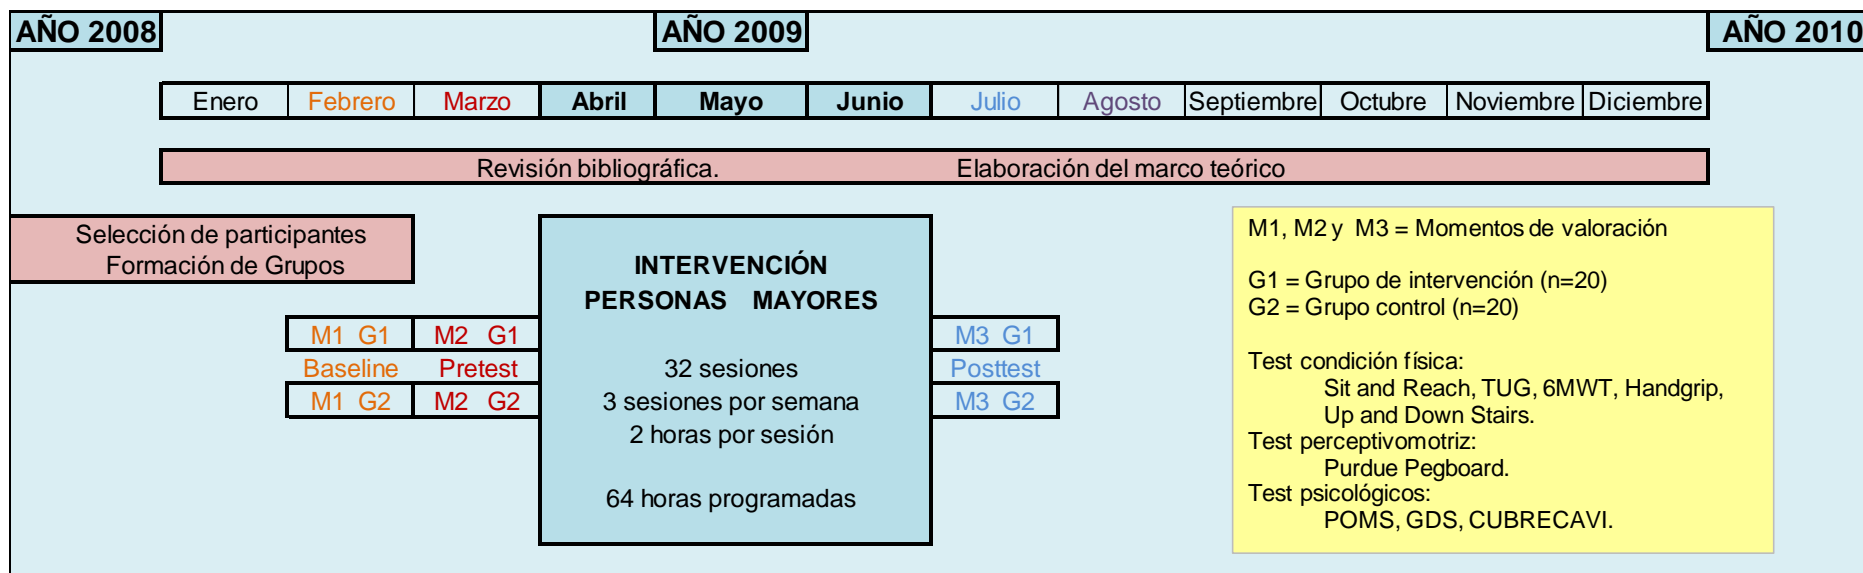 AÑO 2008 AÑO 2009 AÑO 2010
Enero Febrero Marzo Abril Mayo Junio Julio Agosto Septiembre Octubre Noviembre Diciembre
Revisión bibliográfica. Elaboración del marco teórico
Selección de participantes
Formación de Grupos
M1 G1 M2 G1
Baseline Pretest
M1 G2 M2 G2
INTERVENCIÓN
PERSONAS MAYORES
32 sesiones
3 sesiones por semana
2 horas por sesión
64 horas programadas
M3 G1
Posttest
M3 G2
M1, M2 y M3 = Momentos de valoración
G1 = Grupo de intervención (n=20)
G2 = Grupo control (n=20)
Test condición física:
Sit and Reach, TUG, 6MWT, Handgrip,
Up and Down Stairs.
Test perceptivomotriz:
Purdue Pegboard.
Test psicológicos:
POMS, GDS, CUBRECAVI.